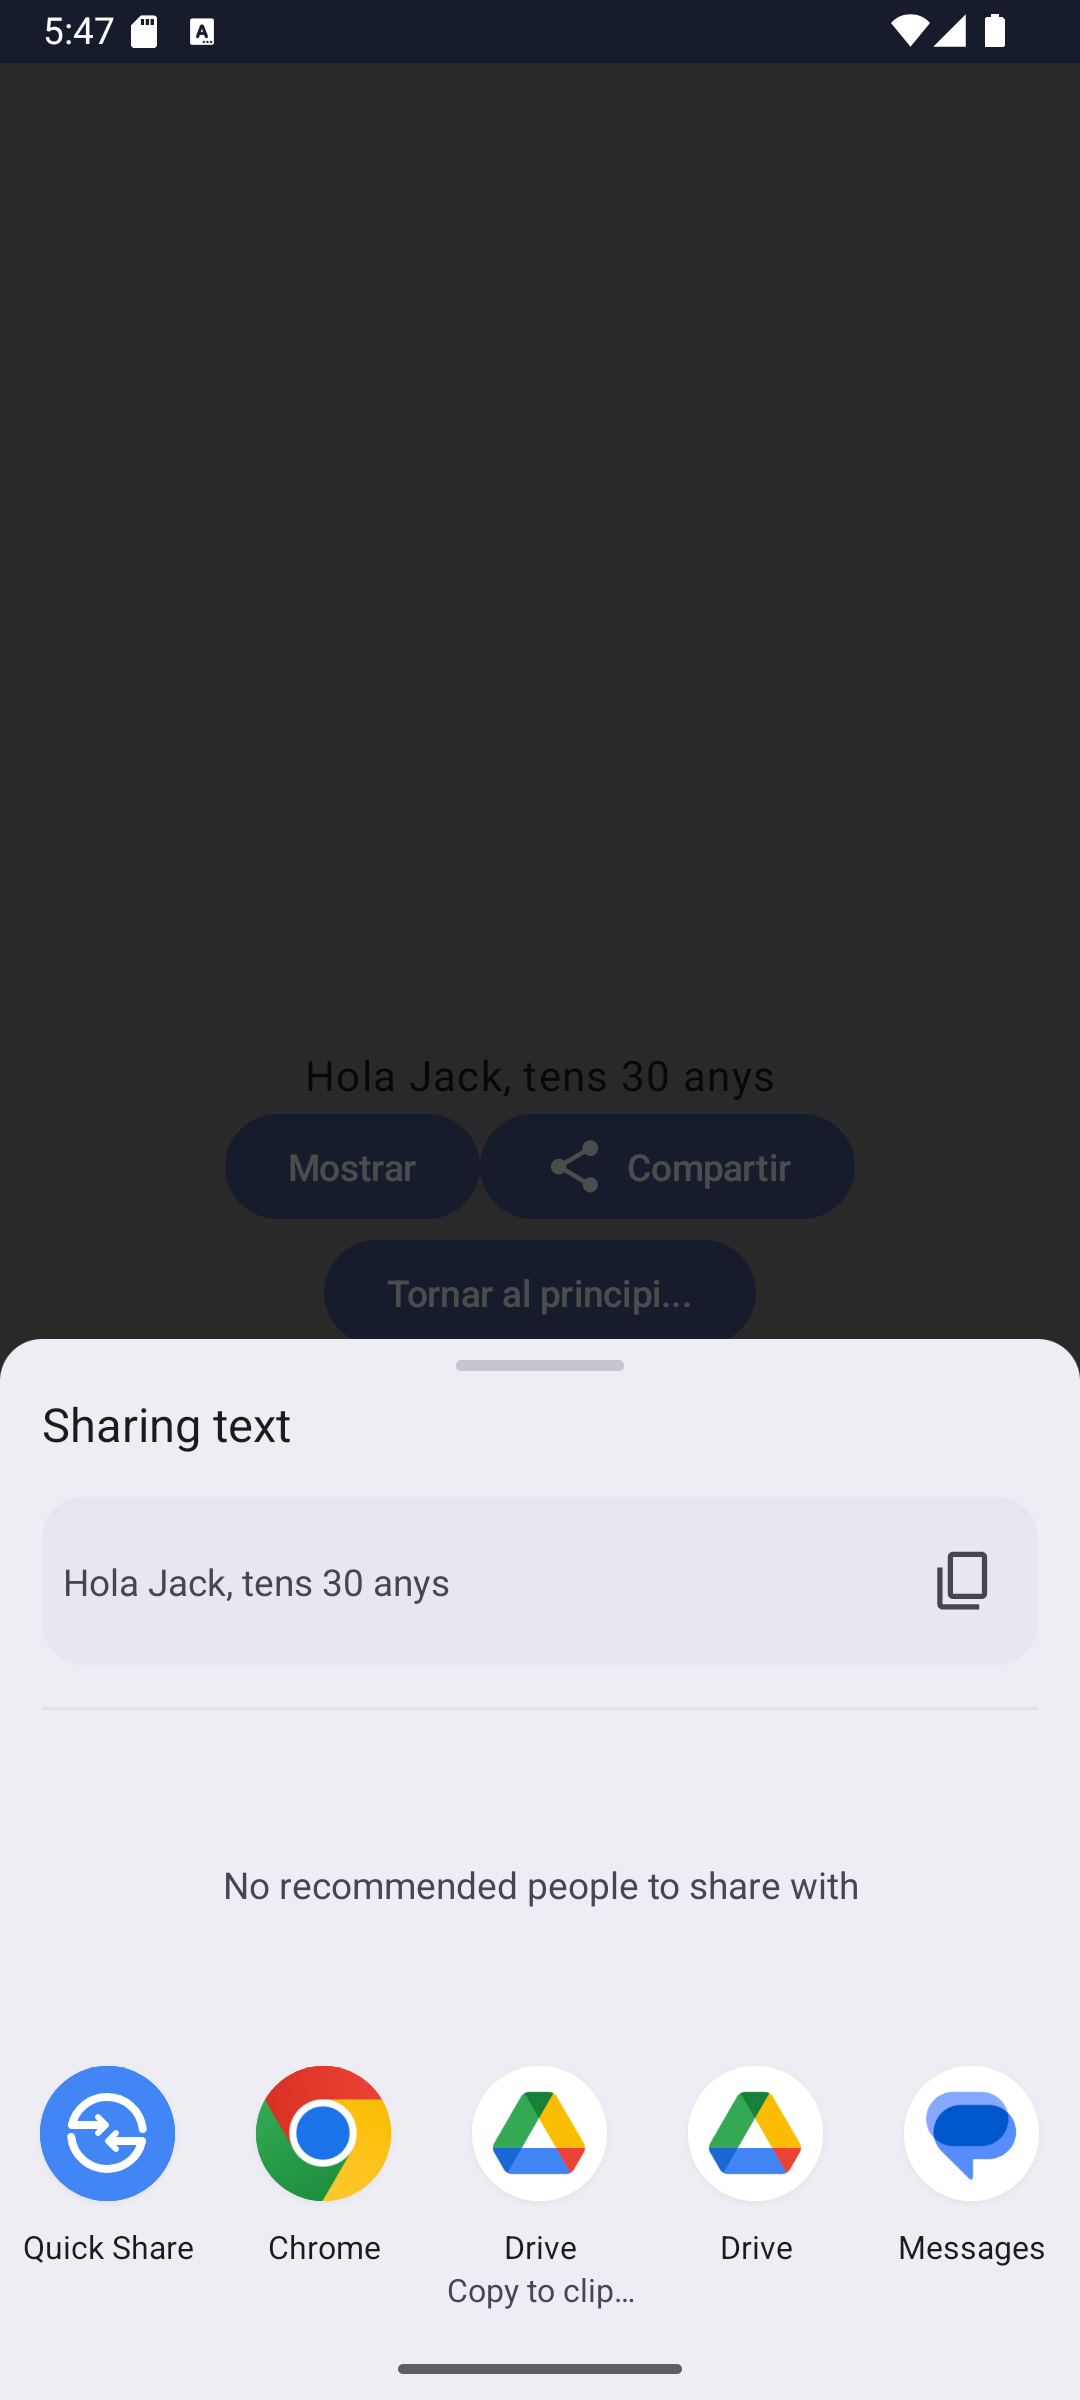 5:47
Hola Jack, tens 30 anys
Mostrar
Compartir
Tornar al principi...
Sharing text
Hola Jack, tens 30 anys
No recommended people to share with
Quick Share
Chrome
Drive
Copy to clip...
Drive
Messages